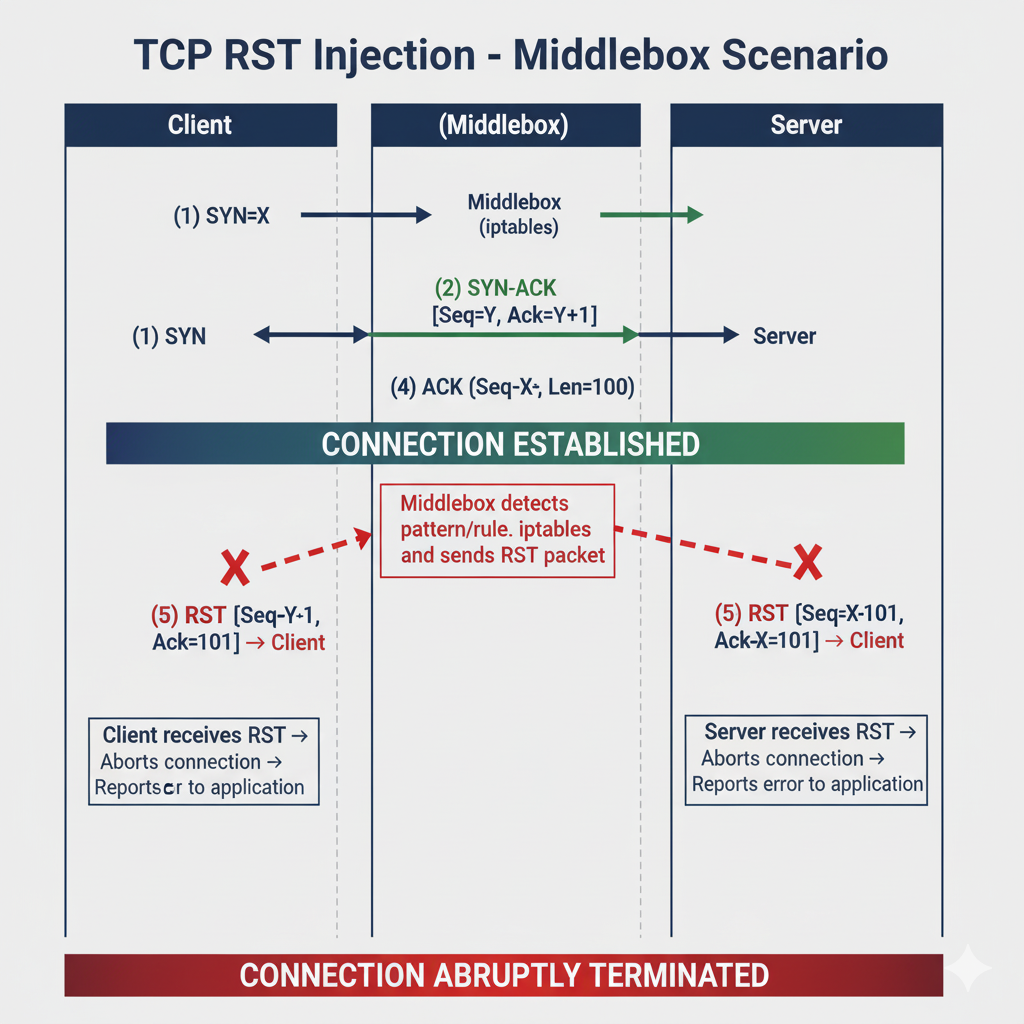 TCP RST Injection - Middlebox Scenario
Client
(Middlebox)
Server
(1) SYN=X
Middlebox
(iptables)
(2) SYN-ACK
[Seq=Y, Ack=Y+1]
(1) SYN
Server
(4) ACK (Seq-X-, Len=100)
CONNECTION ESTABLISHED
Middlebox detects
pattern/rule. iptables
and sends RST packet
X
X
(5) RST [Seq-Y-1,
Ack=101] → Client
(5) RST [Seq=X-101,
Ack-X=101] → Client
Client receives RST →
Aborts connection →
to application
Server receives RST →
Aborts connection →
Reports error to application
CONNECTION ABRUPTLY TERMINATED